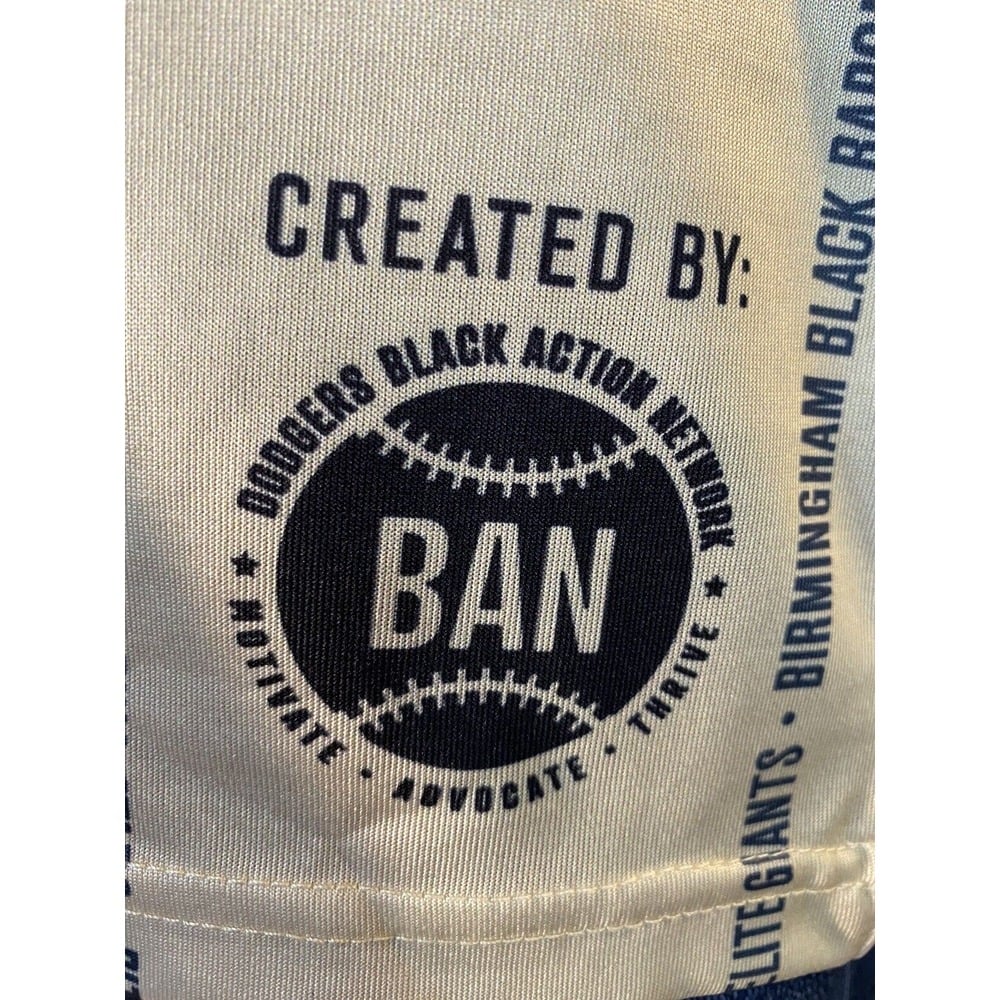 CREATED BY:
DODGERS BLACK ACTION NETWORK
BAN
★ MOTIVATE • ADVOCATE • THRIVE ★
ELITE GIANTS • BIRMINGHAM BLACK